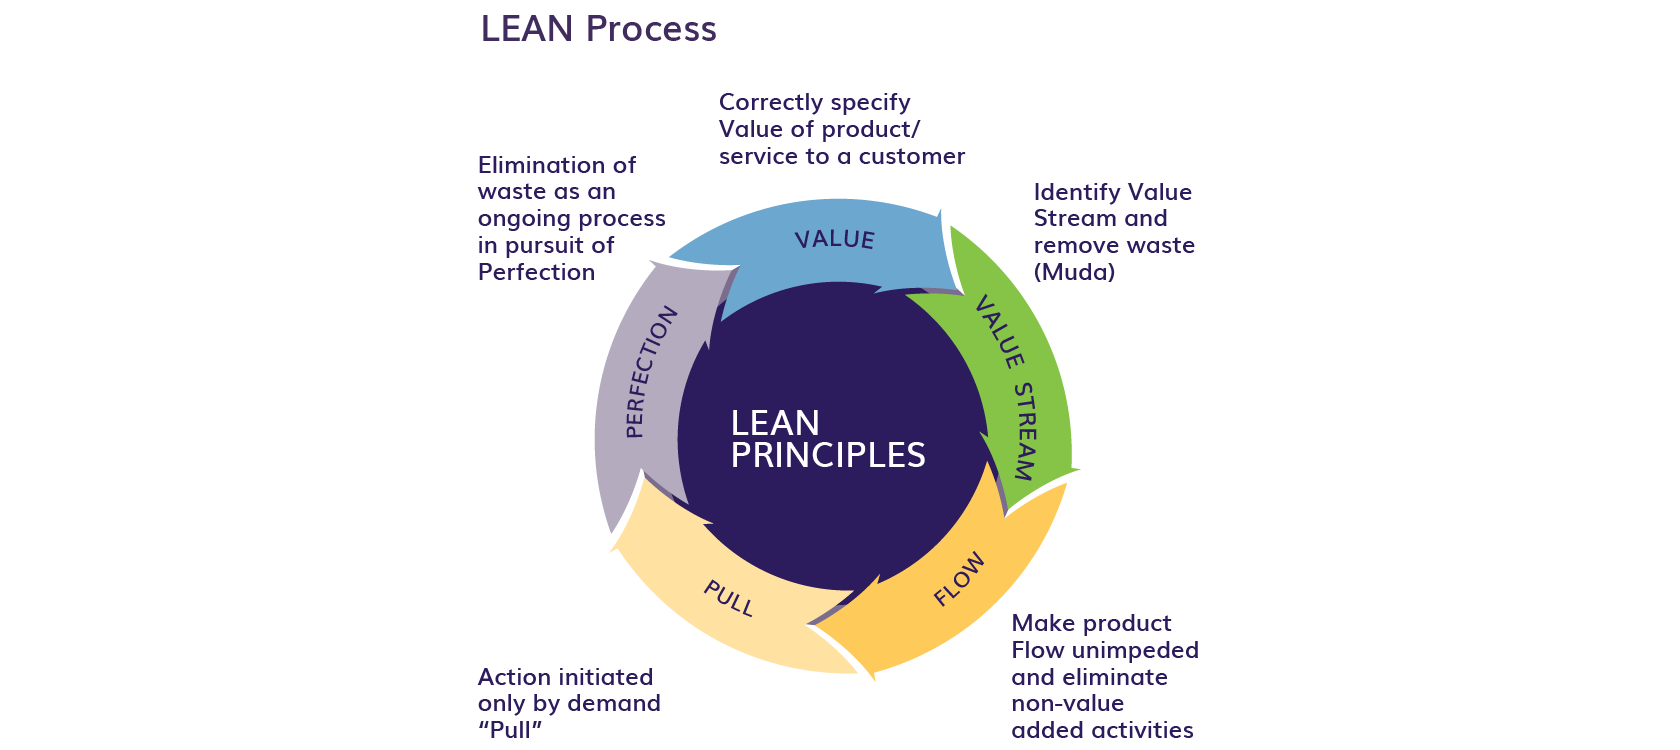 LEAN Process
Correctly specify
Value of product/
service to a customer
Identify Value
Stream and
remove waste
(Muda)
Make product
Flow unimpeded
and eliminate
non-value
added activities
Action initiated
only by demand
“Pull”
Elimination of
waste as an
ongoing process
in pursuit of
Perfection
VALUE
VALUE STREAM
FLOW
PULL
PERFECTION
LEAN
PRINCIPLES